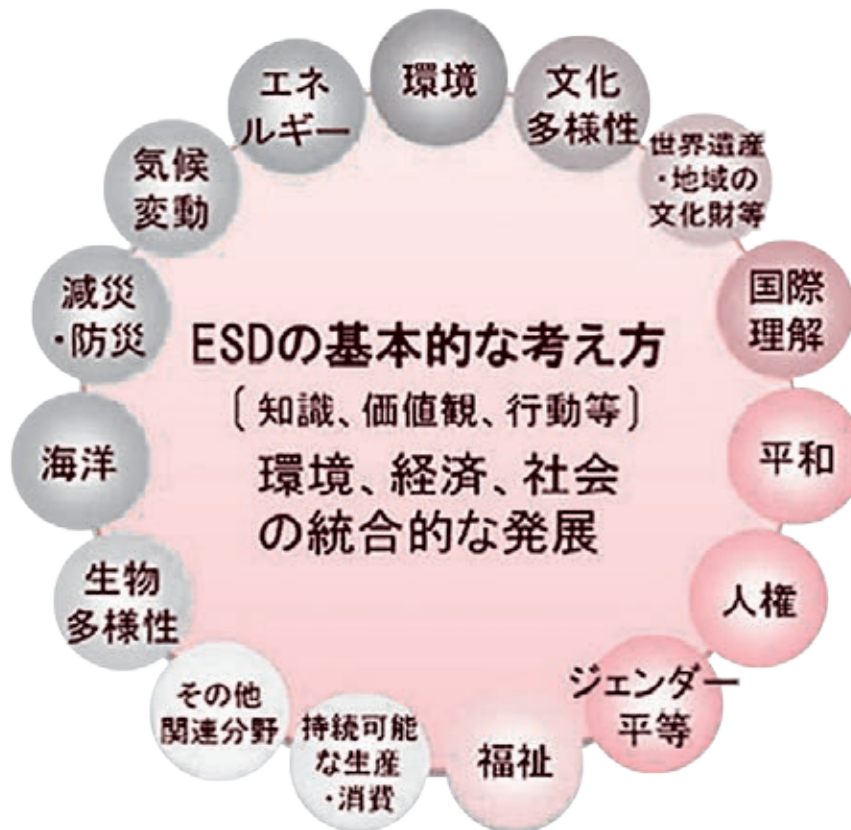 環境
文化
多様性
世界遺産
・地域の
文化財等
国際
理解
平和
人権
ジェンダー
平等
福祉
持続可能
な生産
・消費
その他
関連分野
生物
多様性
海洋
減災
・防災
気候
変動
エネ
ルギー
ESDの基本的な考え方
[知識、価値観、行動等]
環境、経済、社会
の統合的な発展